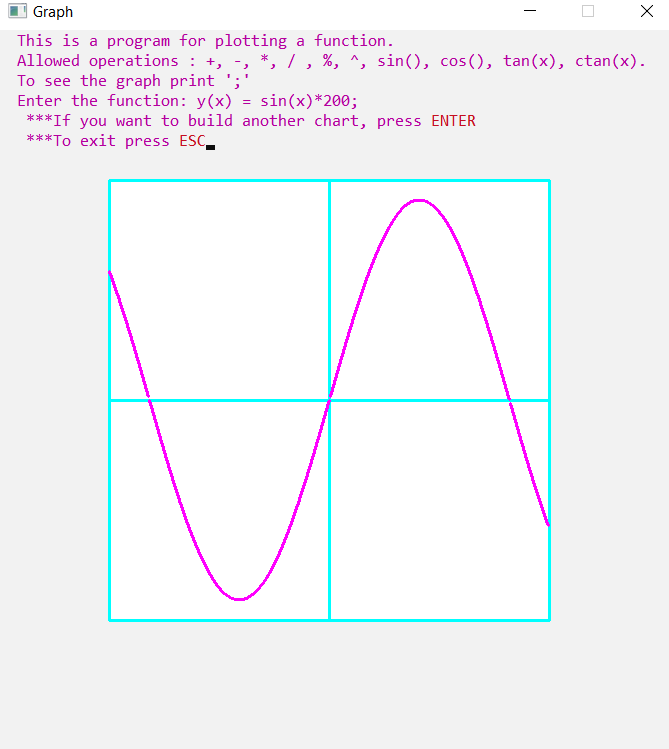 Graph
This is a program for plotting a function.
Allowed operations : +, -, *, / , %, ^, sin(), cos(), tan(x), ctan(x).
To see the graph print ';'
Enter the function: y(x) = sin(x)*200;
***If you want to build another chart, press ENTER
***To exit press ESC